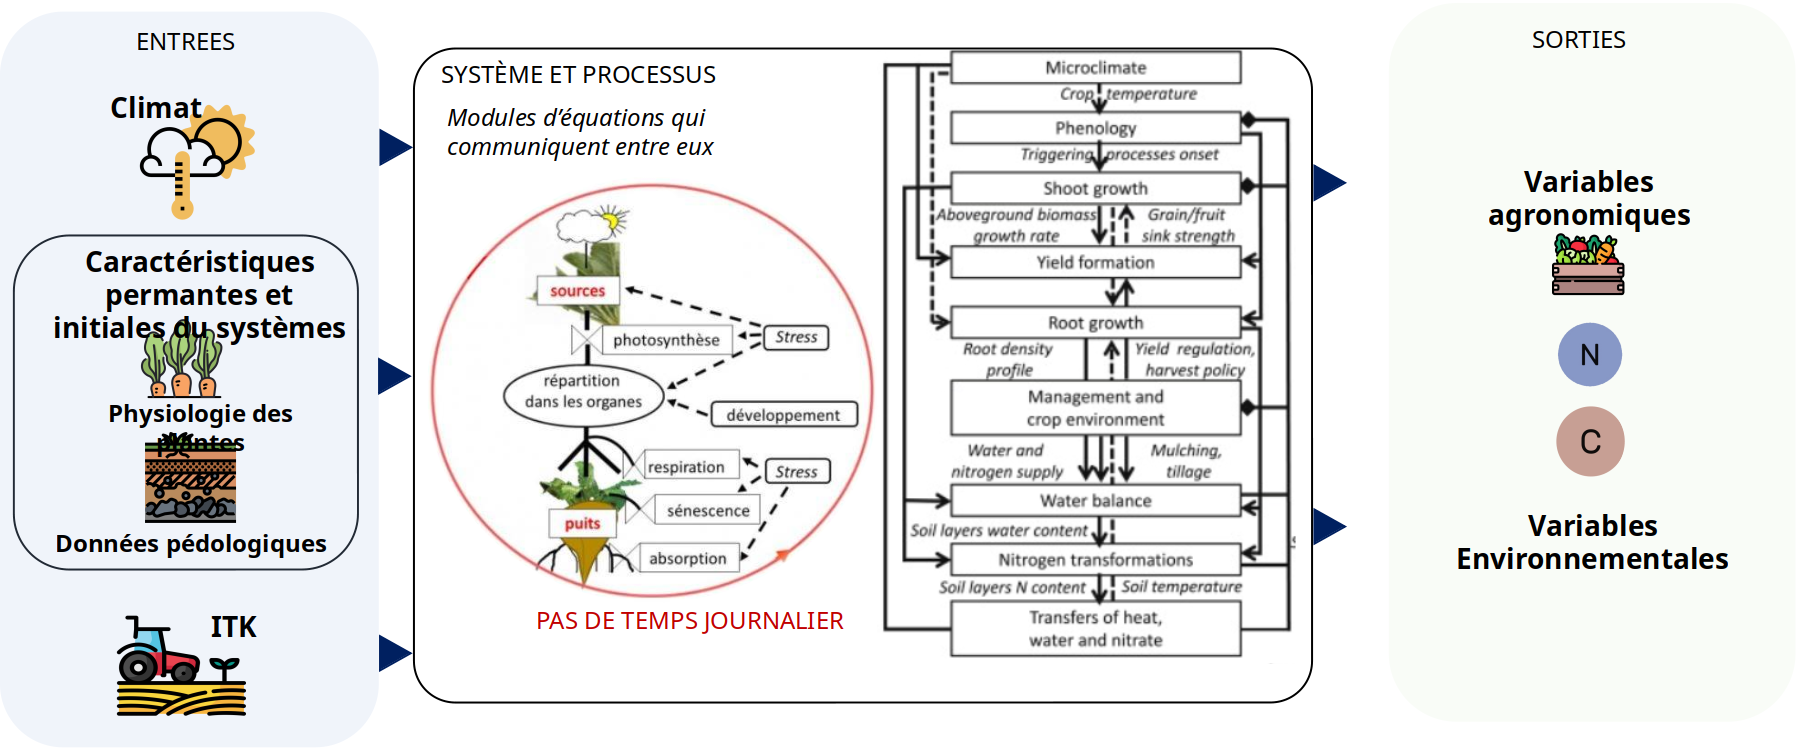 ENTREES
Climat
Caractéristiques
permantes et
initiales du systèmes
Physiologie des
plantes
Données pédologiques
ITK
SYSTÈME ET PROCESSUS
Modules d’équations qui
communiquent entre eux
sources
photosynthèse
Stress
répartition
dans les organes
développement
respiration
Stress
sénescence
puits
absorption
PAS DE TEMPS JOURNALIER
Microclimate
Crop temperature
Phenology
Triggering processes onset
Shoot growth
Aboveground biomass
growth rate
Grain/fruit
sink strength
Yield formation
Root growth
Root density
profile
Yield regulation,
harvest policy
Management and
crop environment
Water and
nitrogen supply
Mulching,
tillage
Water balance
Soil layers water content
Nitrogen transformations
Soil layers N content
Soil temperature
Transfers of heat,
water and nitrate
SORTIES
Variables
agronomiques
N
C
Variables
Environnementales